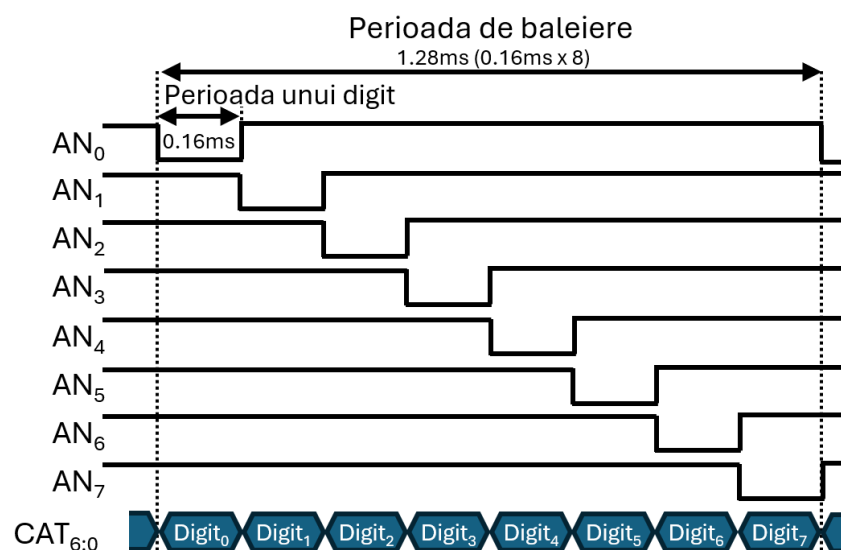 Perioada de baleiere
1.28ms (0.16ms x 8)
Perioada unui digit
0.16ms
AN₀
AN₁
AN₂
AN₃
AN₄
AN₅
AN₆
AN₇
CAT₆:₀ Digit₀ Digit₁ Digit₂ Digit₃ Digit₄ Digit₅ Digit₆ Digit₇